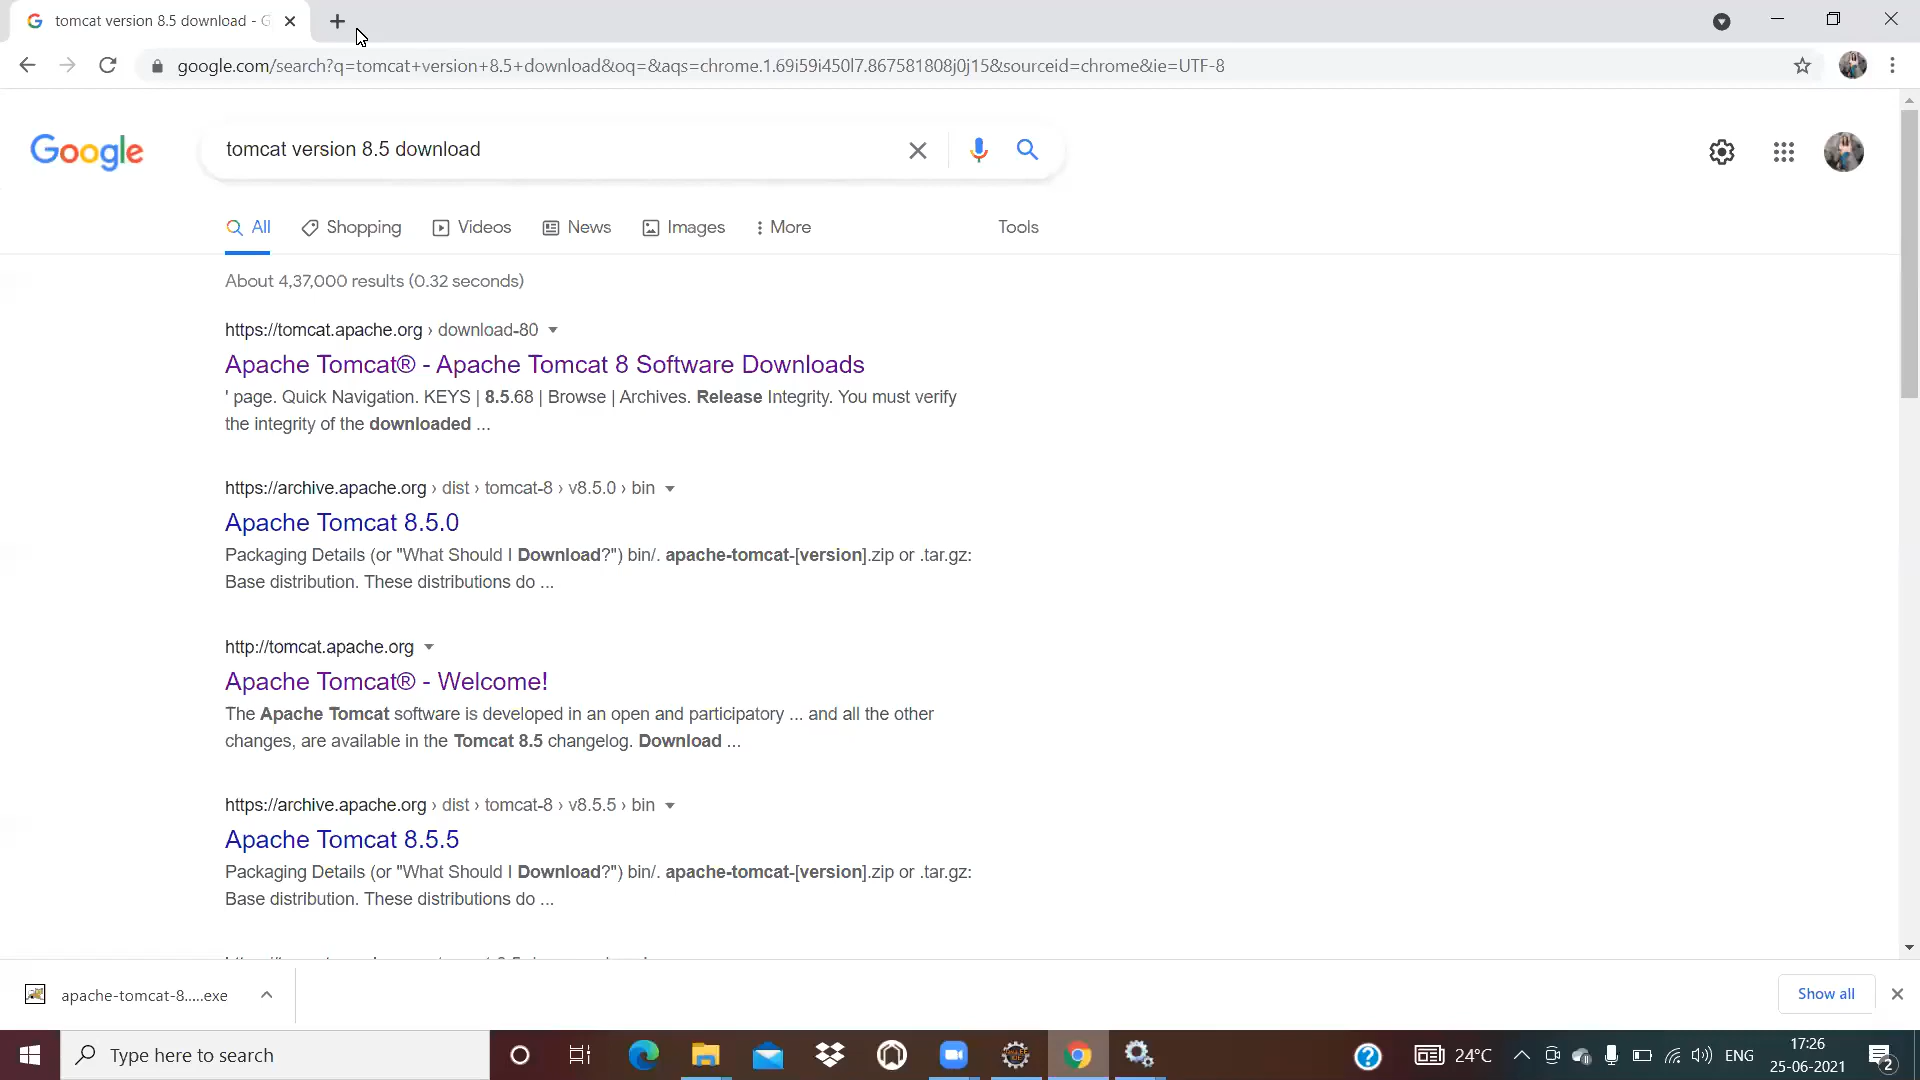 tomcat version 8.5 download - G
google.com/search?q=tomcat+version+8.5+download&oq=&aqs=chrome.1.69i59i450l7.867581808j0j15&sourceid=chrome&ie=UTF-8
Google
tomcat version 8.5 download
All
Shopping
Videos
News
Images
More
Tools
About 4,37,000 results (0.32 seconds)
https://tomcat.apache.org › download-80
Apache Tomcat® - Apache Tomcat 8 Software Downloads
' page. Quick Navigation. KEYS | 8.5.68 | Browse | Archives. Release Integrity. You must verify
the integrity of the downloaded ...
https://archive.apache.org › dist › tomcat-8 › v8.5.0 › bin
Apache Tomcat 8.5.0
Packaging Details (or "What Should I Download?") bin/. apache-tomcat-[version].zip or .tar.gz:
Base distribution. These distributions do ...
http://tomcat.apache.org
Apache Tomcat® - Welcome!
The Apache Tomcat software is developed in an open and participatory ... and all the other
changes, are available in the Tomcat 8.5 changelog. Download ...
https://archive.apache.org › dist › tomcat-8 › v8.5.5 › bin
Apache Tomcat 8.5.5
Packaging Details (or "What Should I Download?") bin/. apache-tomcat-[version].zip or .tar.gz:
Base distribution. These distributions do ...
apache-tomcat-8.....exe
Show all
Type here to search
24°C
ENG
17:26
25-06-2021
2